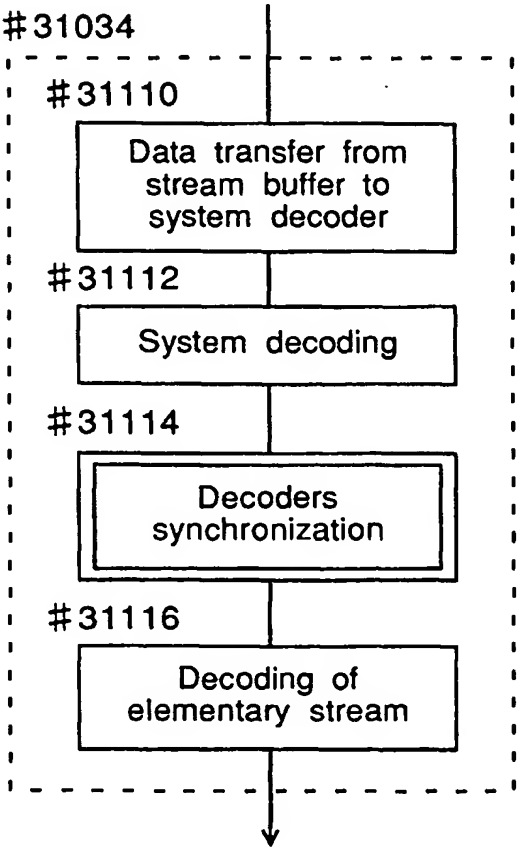 #31034
#31110
Data transfer from
stream buffer to
system decoder
#31112
System decoding
#31114
Decoders
synchronization
#31116
Decoding of
elementary stream